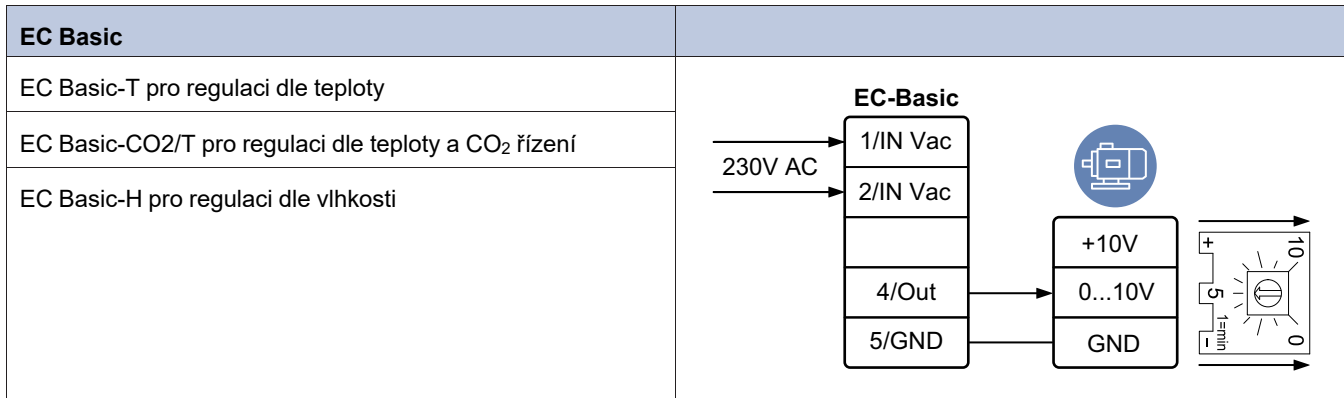 EC Basic
EC Basic-T pro regulaci dle teploty
EC Basic-CO2/T pro regulaci dle teploty a CO₂ řízení
EC Basic-H pro regulaci dle vlhkosti
EC-Basic
230V AC
1/IN Vac
2/IN Vac
4/Out
5/GND
+10V
0...10V
GND
+
10
5
1=min
-
0